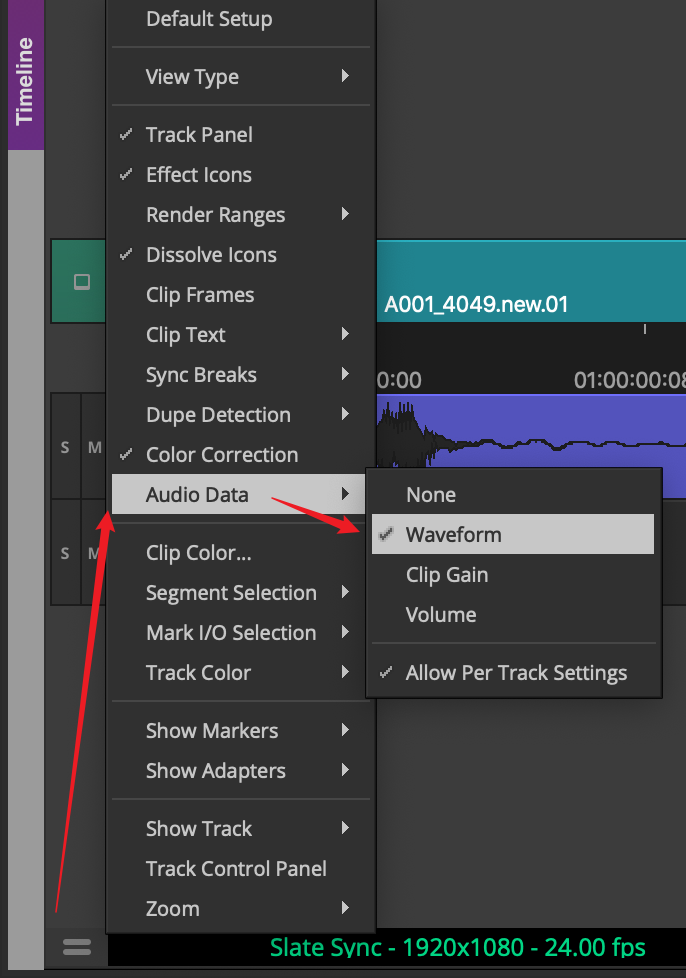 Default Setup
View Type
Timeline
Track Panel
Effect Icons
Render Ranges
Dissolve Icons
Clip Frames
A001_4049.new.01
Clip Text
Sync Breaks
0:00
01:00:00:08
Dupe Detection
S M
Color Correction
Audio Data
None
Waveform
S M
Clip Color...
Clip Gain
Segment Selection
Volume
Mark I/O Selection
Track Color
Allow Per Track Settings
Show Markers
Show Adapters
Show Track
Track Control Panel
Zoom
Slate Sync - 1920x1080 - 24.00 fps